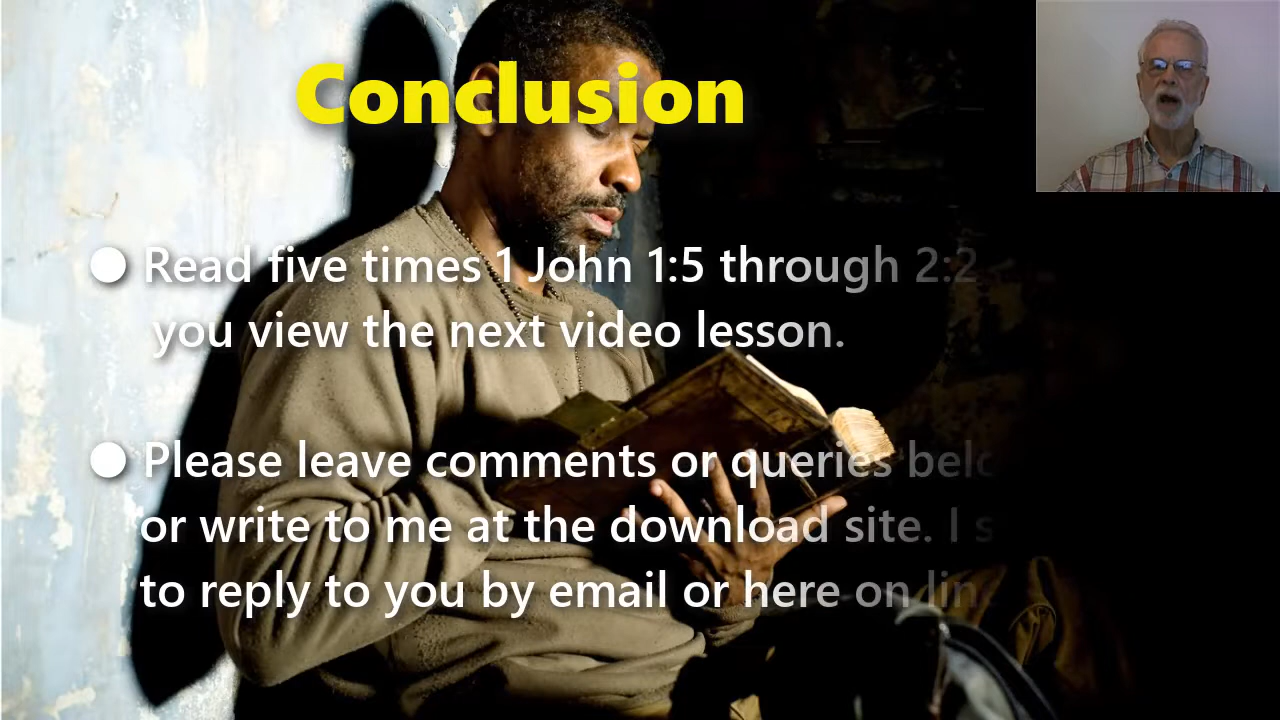 Conclusion
● Read five times 1 John 1:5 through 2:2
you view the next video lesson.
● Please leave comments or queries
or write to me at the download site. I
to reply to you by email or here on